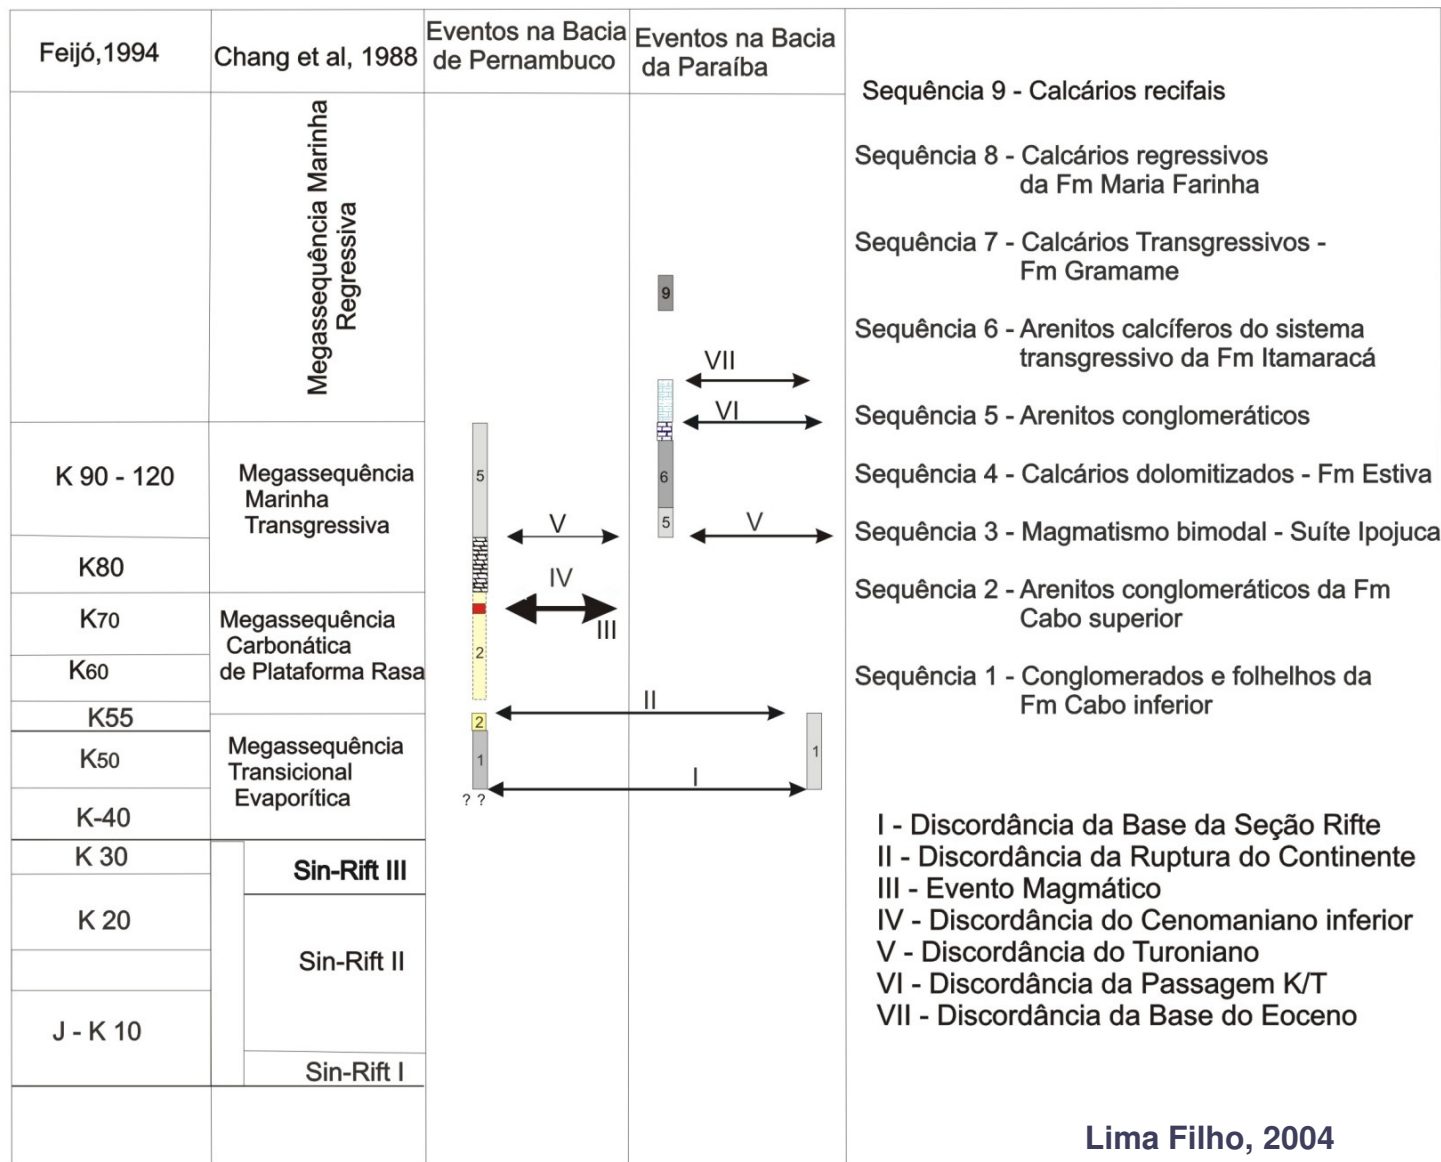 Feijó,1994
Chang et al, 1988
Eventos na Bacia
de Pernambuco
Eventos na Bacia
da Paraíba
Megassequência Marinha
Regressiva
K 90 - 120
K80
K70
K60
K55
K50
K-40
K 30
K 20
J - K 10
Megassequência
Marinha
Transgressiva
Megassequência
Carbonática
de Plataforma Rasa
Megassequência
Transicional
Evaporítica
Sin-Rift III
Sin-Rift II
Sin-Rift I
5
V
IV
III
2
II
2
1
I
? ?
9
VII
VI
6
5
V
1
Sequência 9 - Calcários recifais
Sequência 8 - Calcários regressivos
da Fm Maria Farinha
Sequência 7 - Calcários Transgressivos -
Fm Gramame
Sequência 6 - Arenitos calcíferos do sistema
transgressivo da Fm Itamaracá
Sequência 5 - Arenitos conglomeráticos
Sequência 4 - Calcários dolomitizados - Fm Estiva
Sequência 3 - Magmatismo bimodal - Suíte Ipojuca
Sequência 2 - Arenitos conglomeráticos da Fm
Cabo superior
Sequência 1 - Conglomerados e folhelhos da
Fm Cabo inferior
I - Discordância da Base da Seção Rifte
II - Discordância da Ruptura do Continente
III - Evento Magmático
IV - Discordância do Cenomaniano inferior
V - Discordância do Turoniano
VI - Discordância da Passagem K/T
VII - Discordância da Base do Eoceno
Lima Filho, 2004